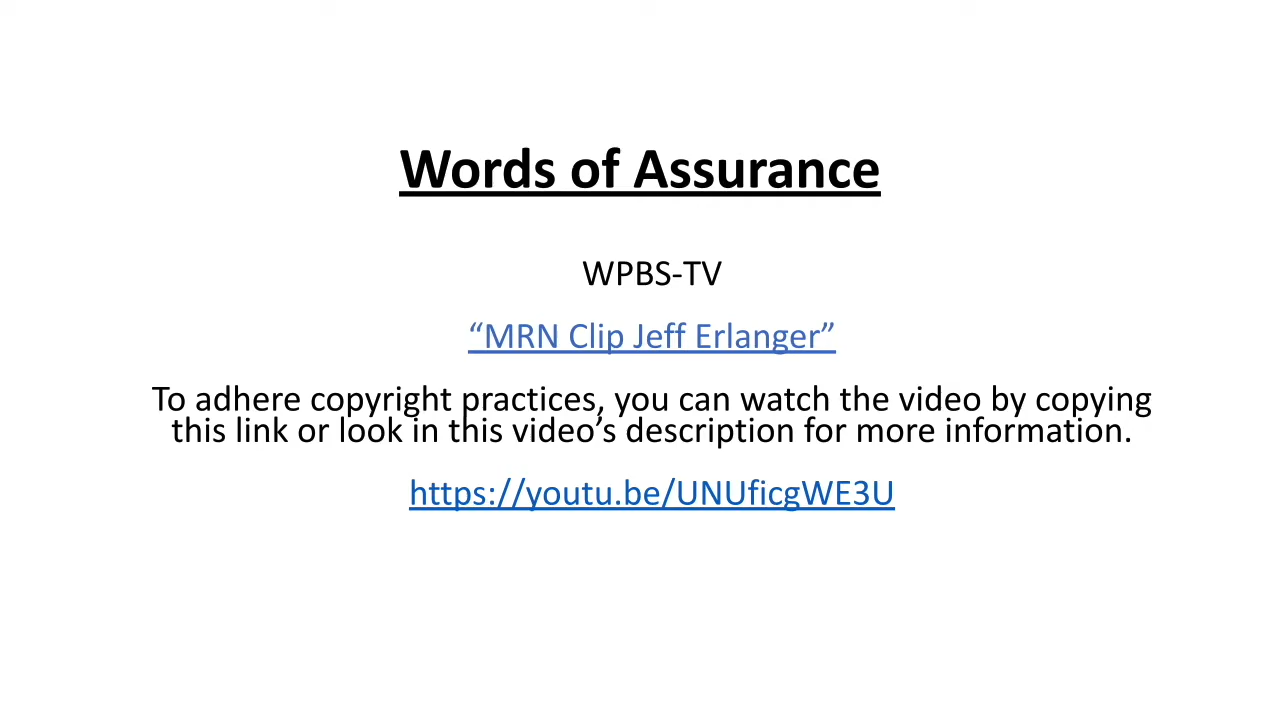 Words of Assurance
WPBS-TV
“MRN Clip Jeff Erlanger”
To adhere copyright practices, you can watch the video by copying
this link or look in this video’s description for more information.
https://youtu.be/UNUficgWE3U